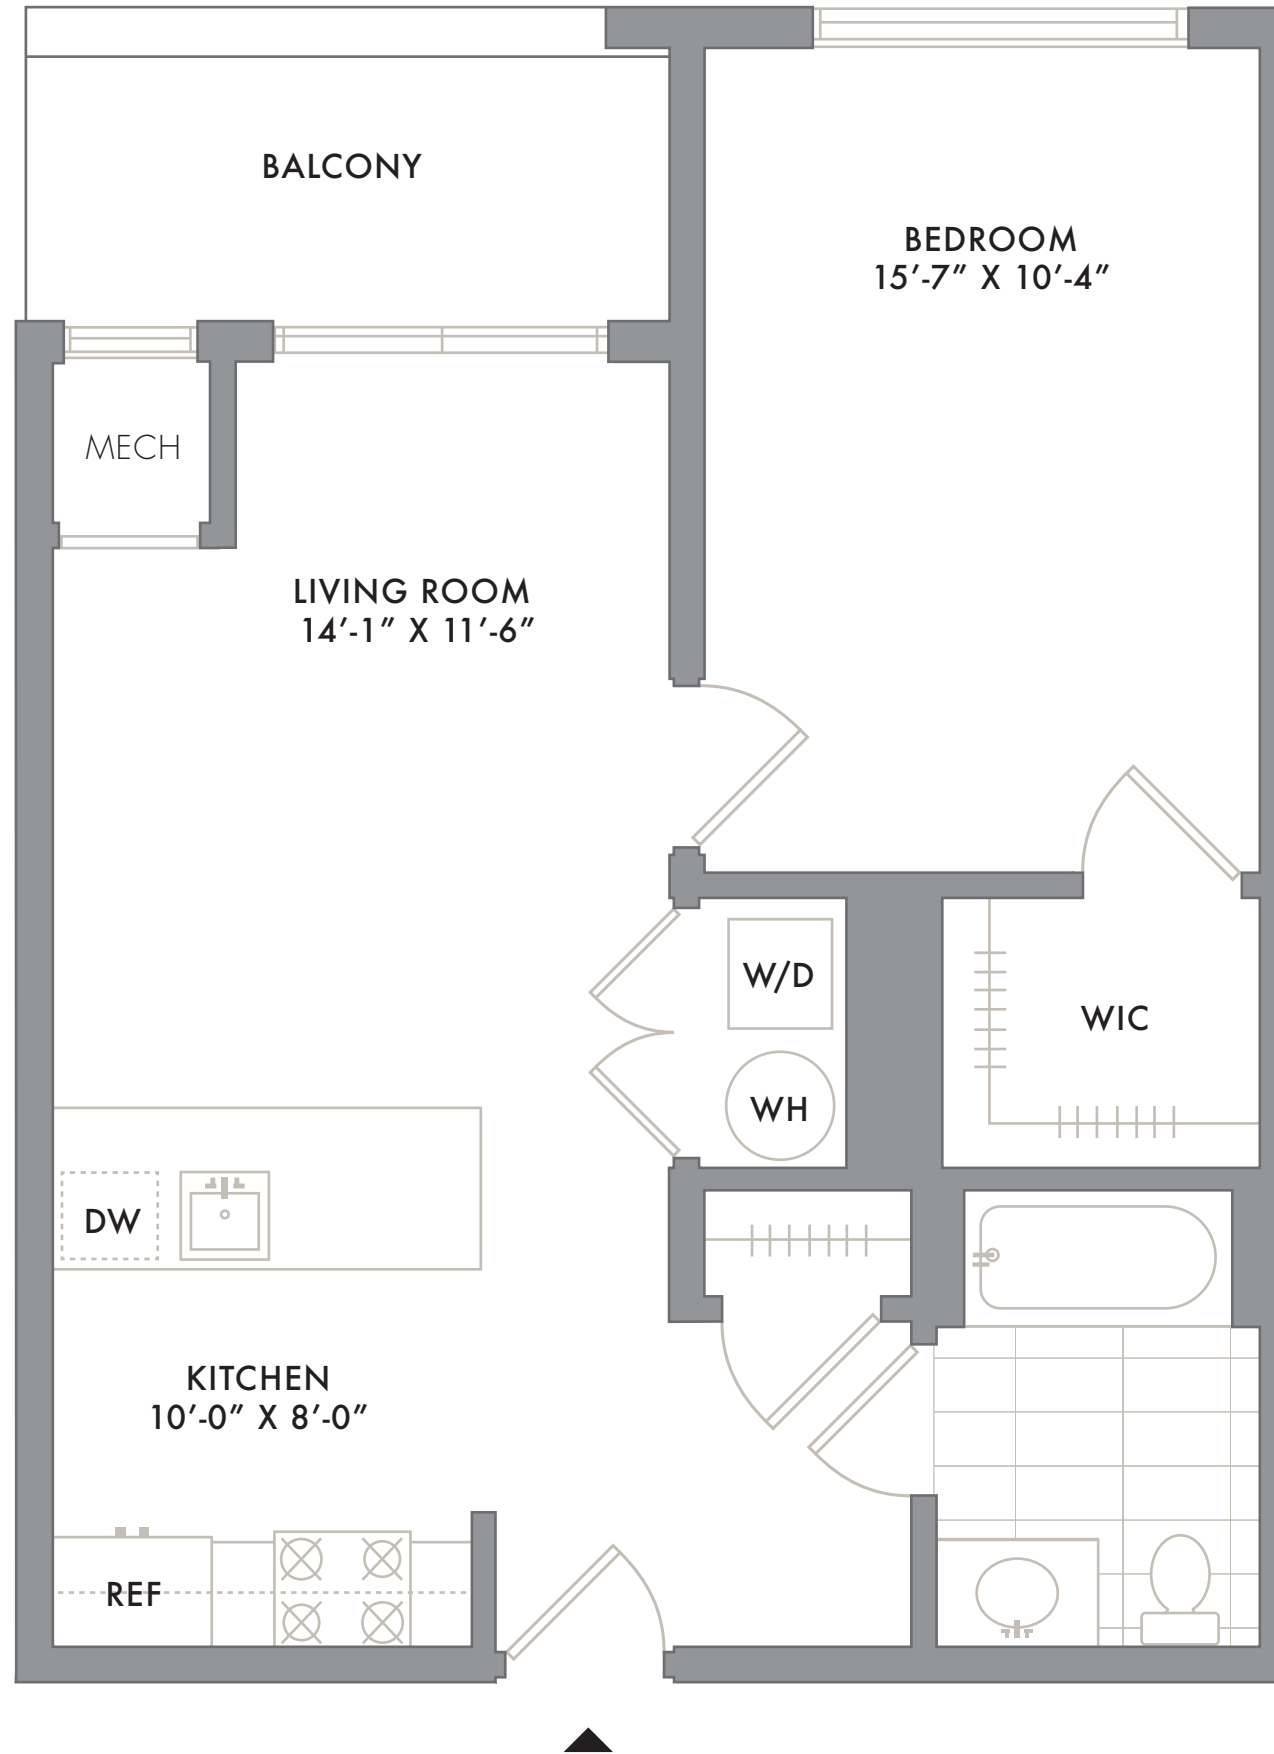 BALCONY
BEDROOM
15′-7″ X 10′-4″
MECH
LIVING ROOM
14′-1″ X 11′-6″
W/D
WIC
WH
DW
KITCHEN
10′-0″ X 8′-0″
REF